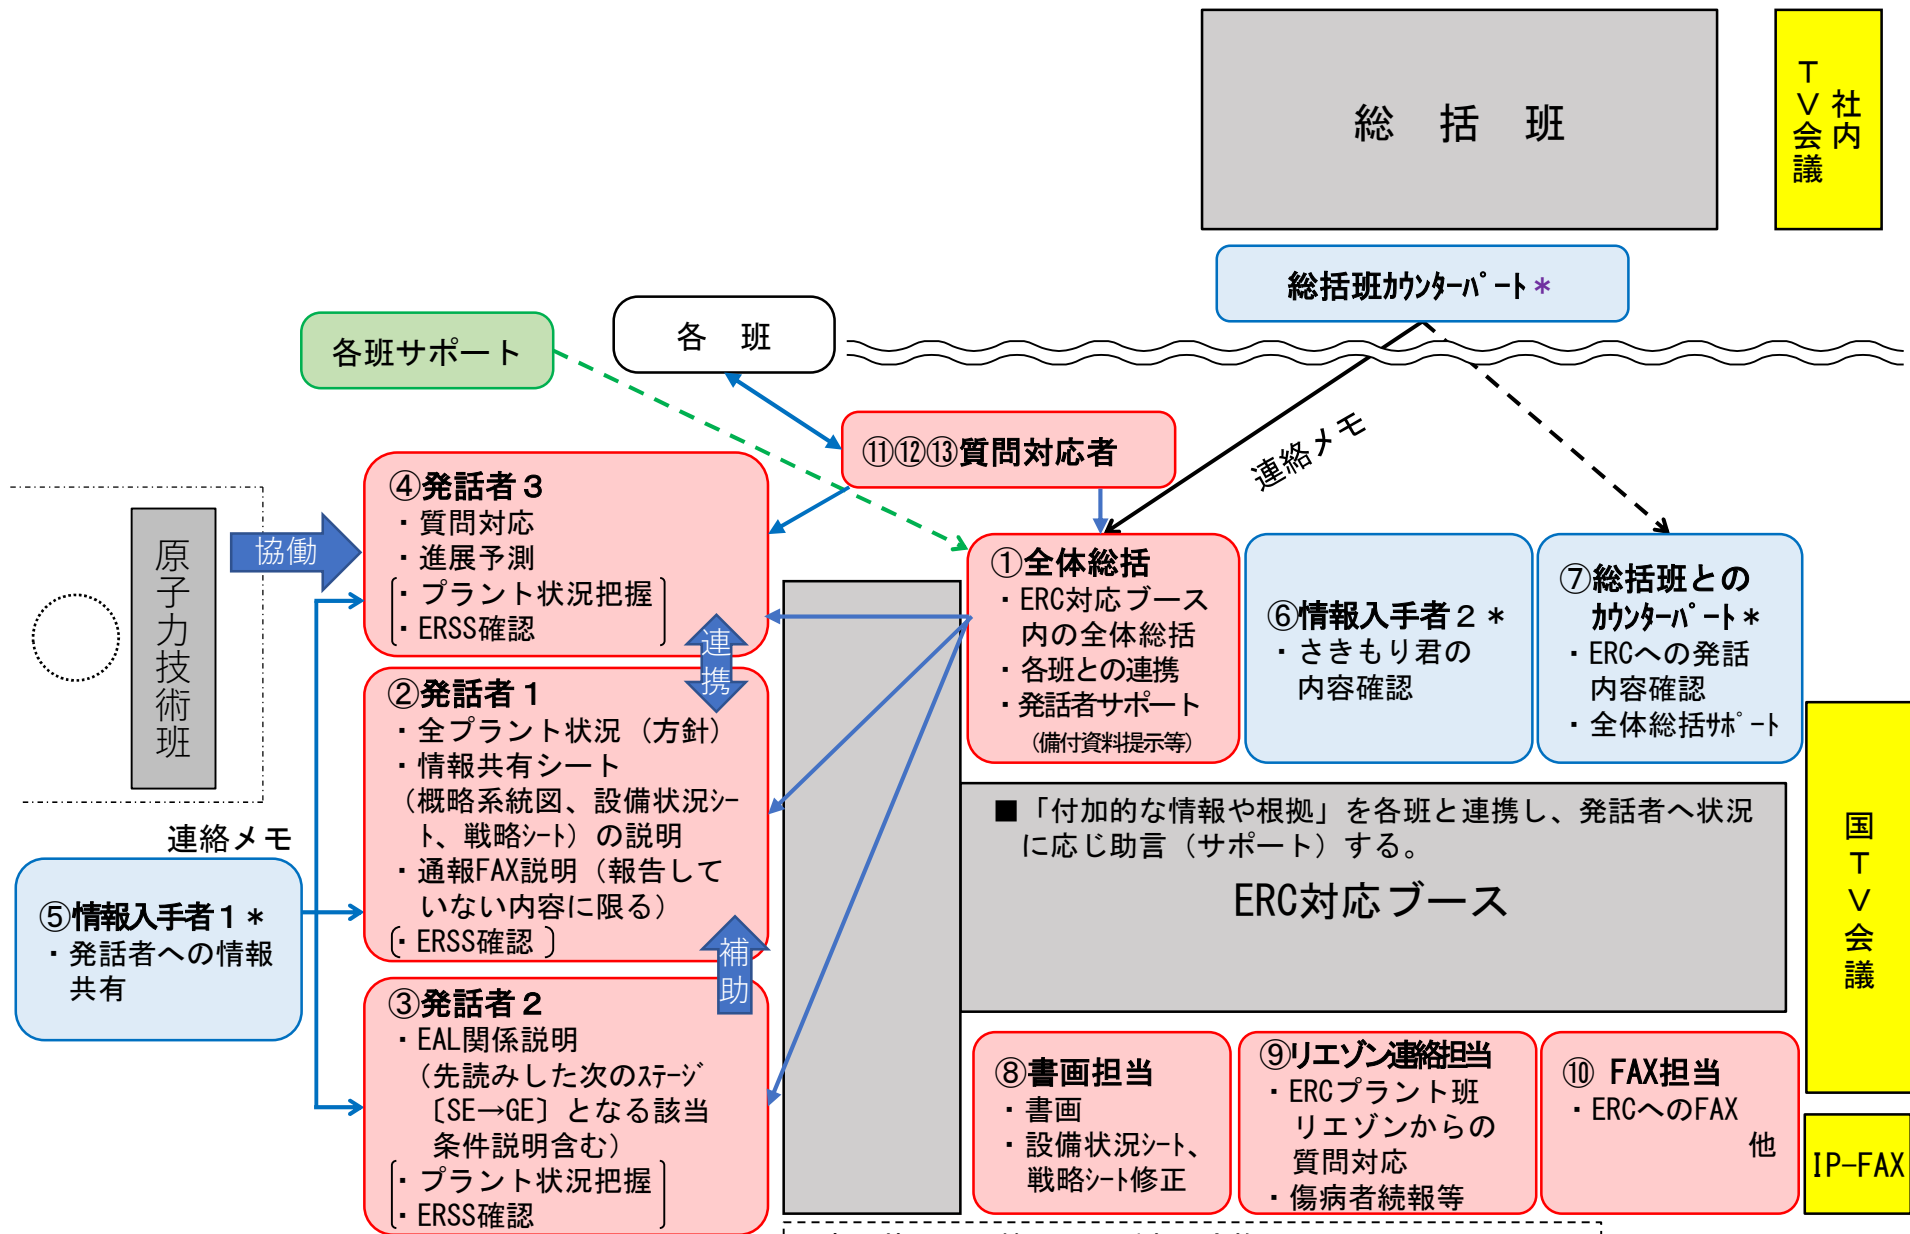 総　括　班
社内
TV会議
総括班ｶｳﾝﾀｰﾊﾟｰﾄ*
各班サポート
各　班
連絡メモ
⑪⑫⑬質問対応者
原子力技術班
協働
④発話者３
・質問対応
・進展予測
・プラント状況把握
・ERSS確認
連携
②発話者１
・全プラント状況（方針）
・情報共有シート
（概略系統図、設備状況ｼｰ
ﾄ、戦略ｼｰﾄ）の説明
・通報FAX説明（報告して
いない内容に限る）
〔・ERSS確認〕
補助
③発話者２
・EAL関係説明
（先読みした次のｽﾃｰｼﾞ
〔SE→GE〕となる該当
条件説明含む）
・プラント状況把握
・ERSS確認
連絡メモ
⑤情報入手者１*
・発話者への情報
共有
①全体総括
・ERC対応ブース
内の全体総括
・各班との連携
・発話者サポート
（備付資料提示等）
⑥情報入手者２*
・さきもり君の
内容確認
⑦総括班との
ｶｳﾝﾀｰﾊﾟｰﾄ*
・ERCへの発話
内容確認
・全体総括ｻﾎﾟｰﾄ
■「付加的な情報や根拠」を各班と連携し、発話者へ状況
に応じ助言（サポート）する。
ERC対応ブース
国TV会議
⑧書画担当
・書画
・設備状況ｼｰﾄ、
戦略ｼｰﾄ修正
⑨リエゾン連絡担当
・ERCプラント班
リエゾンからの
質問対応
・傷病者続報等
⑩ FAX担当
・ERCへのFAX
他
IP-FAX